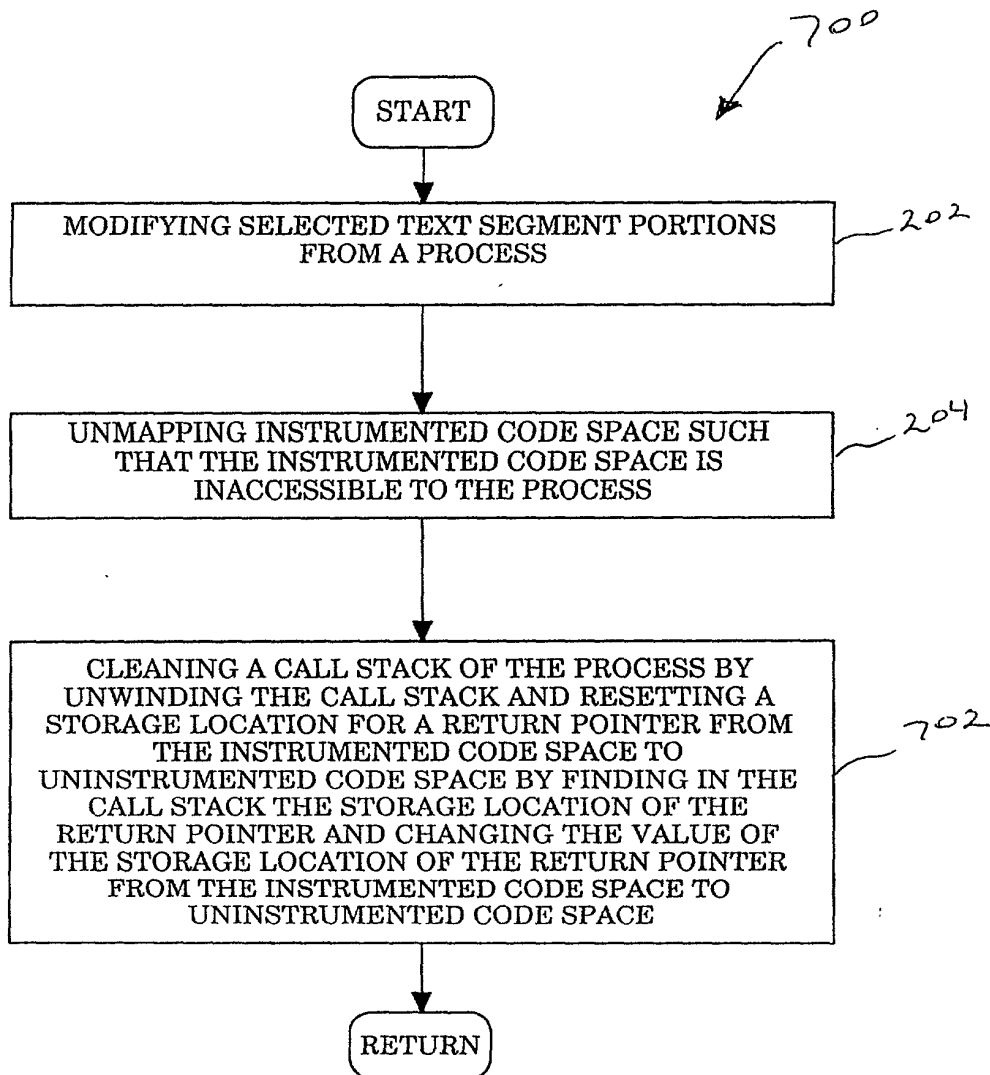 700
START
MODIFYING SELECTED TEXT SEGMENT PORTIONS
FROM A PROCESS
202
UNMAPPING INSTRUMENTED CODE SPACE SUCH
THAT THE INSTRUMENTED CODE SPACE IS
INACCESSIBLE TO THE PROCESS
204
CLEANING A CALL STACK OF THE PROCESS BY
UNWINDING THE CALL STACK AND RESETTING A
STORAGE LOCATION FOR A RETURN POINTER FROM
THE INSTRUMENTED CODE SPACE TO
UNINSTRUMENTED CODE SPACE BY FINDING IN THE
CALL STACK THE STORAGE LOCATION OF THE
RETURN POINTER AND CHANGING THE VALUE OF
THE STORAGE LOCATION OF THE RETURN POINTER
FROM THE INSTRUMENTED CODE SPACE TO
UNINSTRUMENTED CODE SPACE
702
RETURN